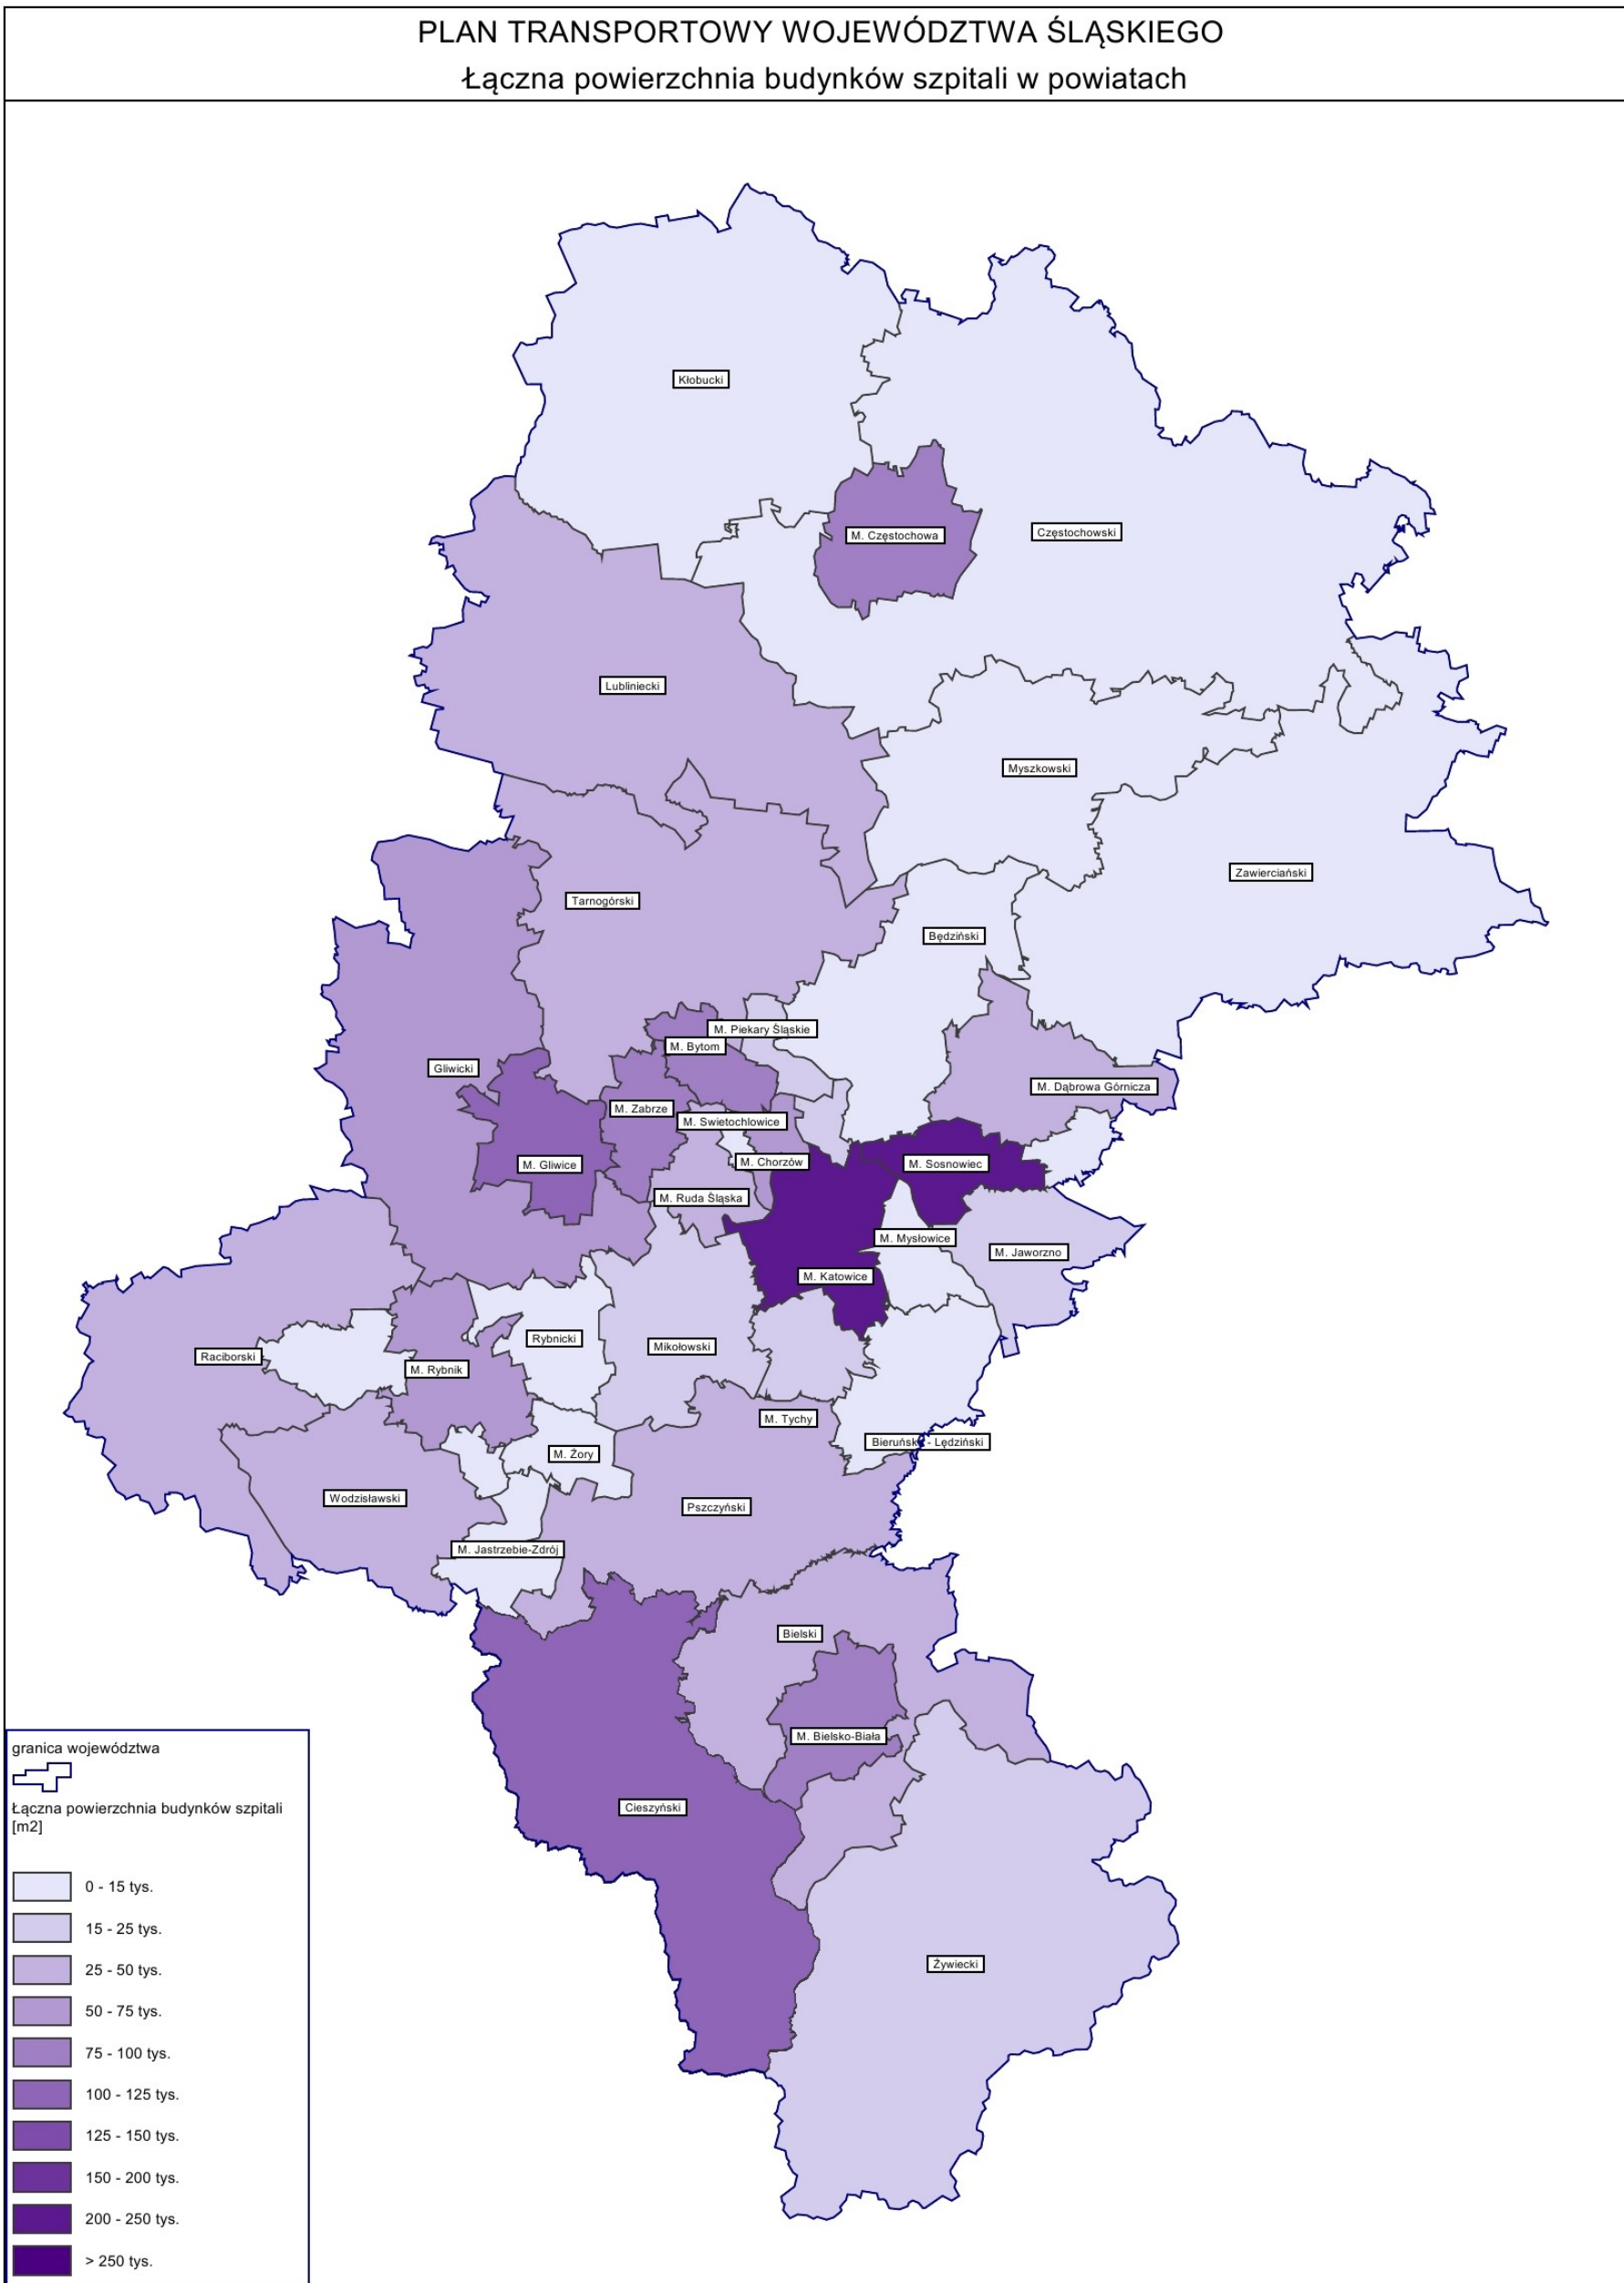 PLAN TRANSPORTOWY WOJEWÓDZTWA ŚLĄSKIEGO
Łączna powierzchnia budynków szpitali w powiatach
Kłobucki
M. Częstochowa
Częstochowski
Lubliniecki
Myszkowski
Zawierciański
Tarnogórski
Będziński
M. Piekary Śląskie
M. Bytom
Gliwicki
M. Dąbrowa Górnicza
M. Zabrze
M. Swietochlowice
M. Chorzów
M. Sosnowiec
M. Gliwice
M. Ruda Śląska
M. Mysłowice
M. Jaworzno
M. Katowice
Rybnicki
Mikołowski
Raciborski
M. Rybnik
M. Tychy
Bieruńsko - Lędziński
M. Żory
Wodzisławski
Pszczyński
M. Jastrzebie-Zdrój
Bielski
M. Bielsko-Biała
Cieszyński
Żywiecki
granica województwa
Łączna powierzchnia budynków szpitali
[m2]
0 - 15 tys.
15 - 25 tys.
25 - 50 tys.
50 - 75 tys.
75 - 100 tys.
100 - 125 tys.
125 - 150 tys.
150 - 200 tys.
200 - 250 tys.
> 250 tys.